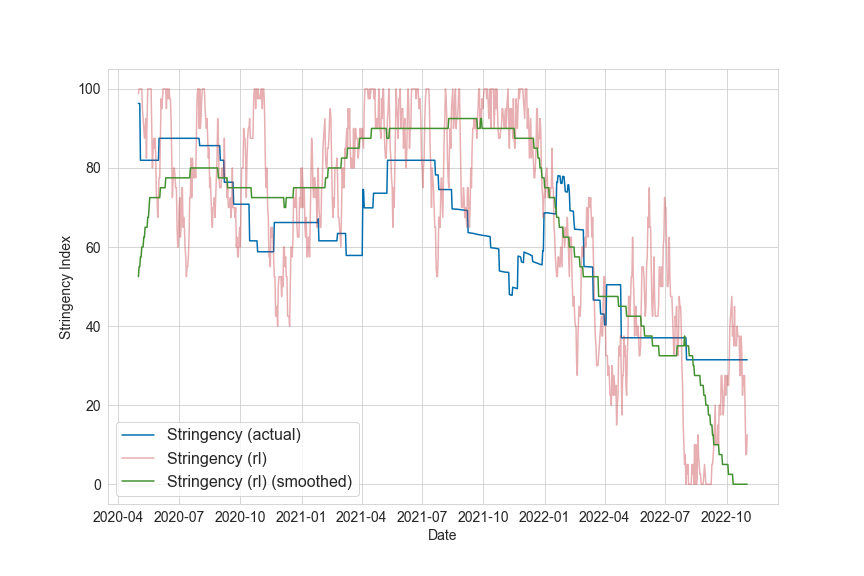 100
80
60
40
20
0
Stringency Index
Stringency (actual)
Stringency (rl)
Stringency (rl) (smoothed)
2020-04 2020-07 2020-10 2021-01 2021-04 2021-07 2021-10 2022-01 2022-04 2022-07 2022-10
Date